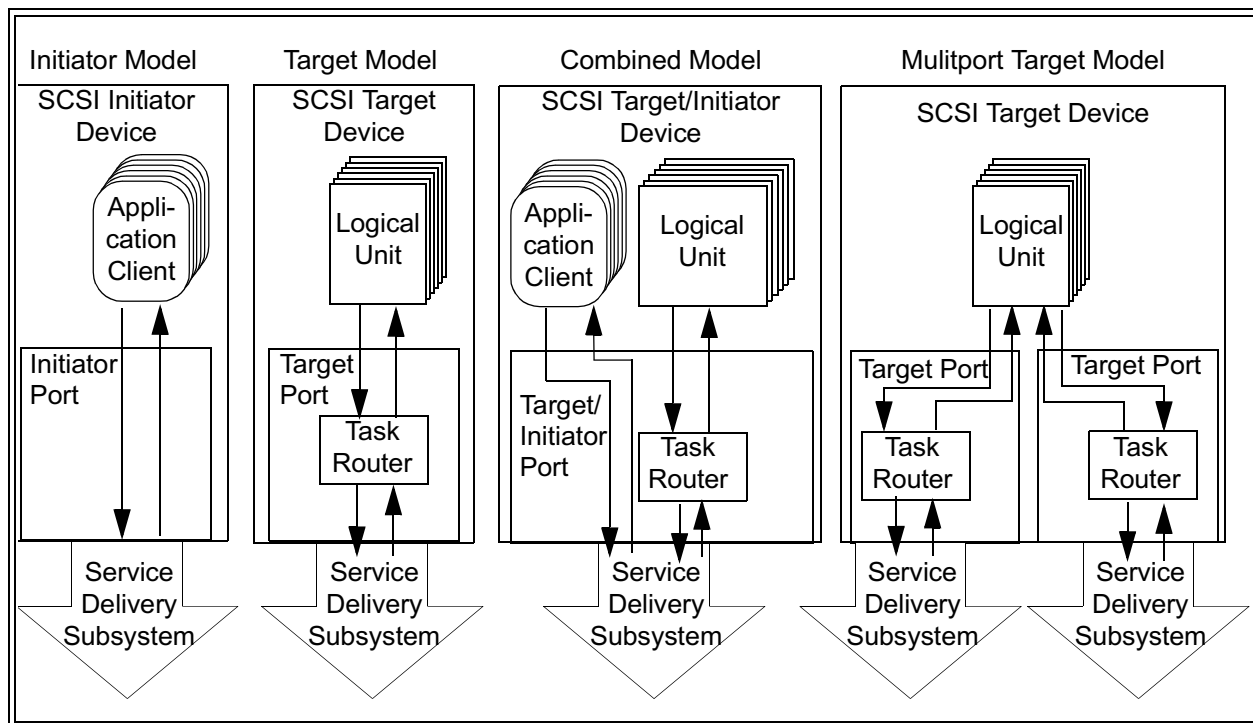 Initiator Model
SCSI Initiator
Device
Appli-
cation
Client
Initiator
Port
Service
Delivery
Subsystem
Target Model
SCSI Target
Device
Logical
Unit
Target
Port
Task
Router
Service
Delivery
Subsystem
Combined Model
SCSI Target/Initiator
Device
Appli-
cation
Client
Logical
Unit
Target/
Initiator
Port
Task
Router
Service
Delivery
Subsystem
Mulitport Target Model
SCSI Target Device
Logical
Unit
Target Port
Task
Router
Service
Delivery
Subsystem
Target Port
Task
Router
Service
Delivery
Subsystem